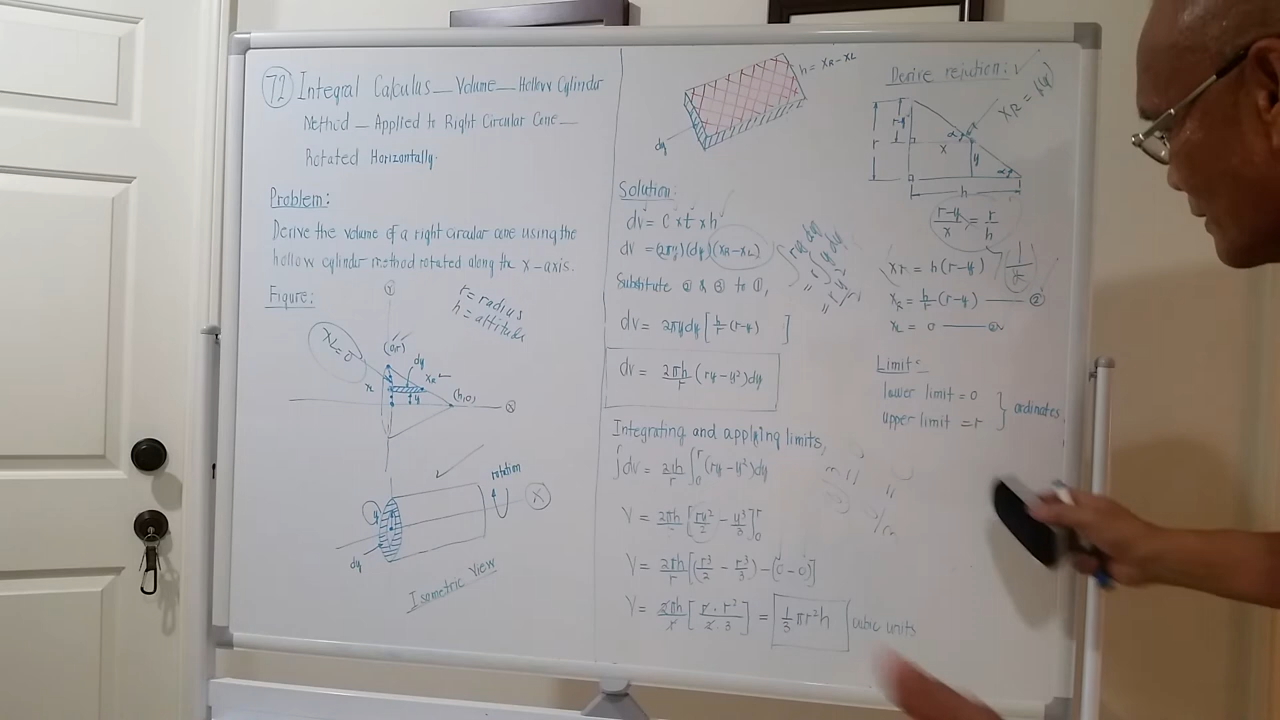 72 Integral Calculus — Volume — Hollow Cylinder
Method — Applied to Right Circular Cone —
Rotated Horizontally.
Problem:
Derive the volume of a right circular cone using the
hollow cylinder method rotated along the x-axis.
Figure:
r = radius
h = altitude
Y
XL = 0
(0,r)
dy
XR
y
(h,0)
X
rotation
X
y
dy
Isometric View
h = XR - XL
dy
Solution:
dv = C x t x h
dv = (2πy)(dy)(XR - XL)
Substitute ② & ③ to ①,
dv = 2πydy[h/r (r-y)]
dv = 2πh/r (ry - y²)dy
Integrating and applying limits,
∫dv = 2πh/r ∫₀ʳ (ry - y²)dy
V = 2πh/r [ry²/2 - y³/3]₀ʳ
V = 2πh/r [(r³/2 - r³/3) - (0 - 0)]
V = 2πh/r [r · r²/2 · 3] = 1/3 πr²h cubic units
Derive relation:
XR =
r
r-y
x
α
y
α
h
r-y/x = r/h
xr = h(r-y)
XR = h/r (r-y) — ②
XL = 0 —
Limit:
lower limit = 0
upper limit = r } ordinates